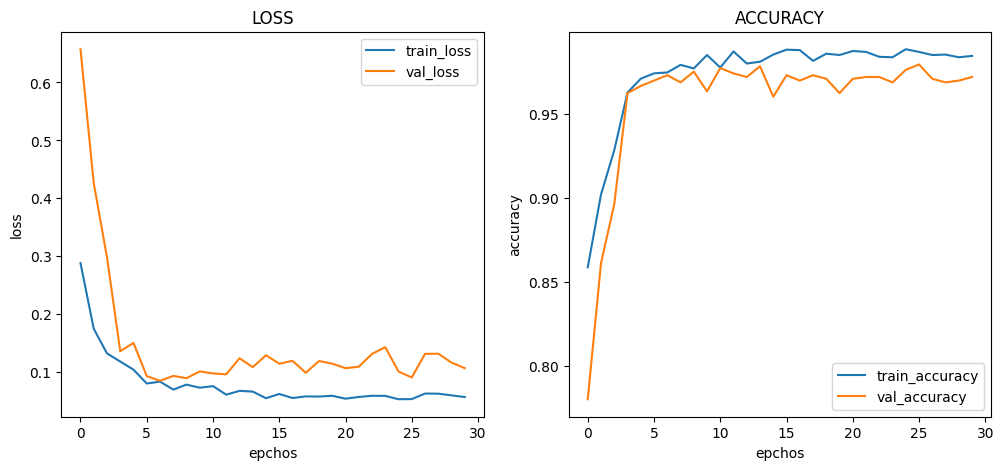 LOSS
train_loss
val_loss
0.6
0.5
0.4
0.3
0.2
0.1
loss
0 5 10 15 20 25 30
epchos
ACCURACY
0.95
0.90
0.85
0.80
accuracy
train_accuracy
val_accuracy
0 5 10 15 20 25 30
epchos